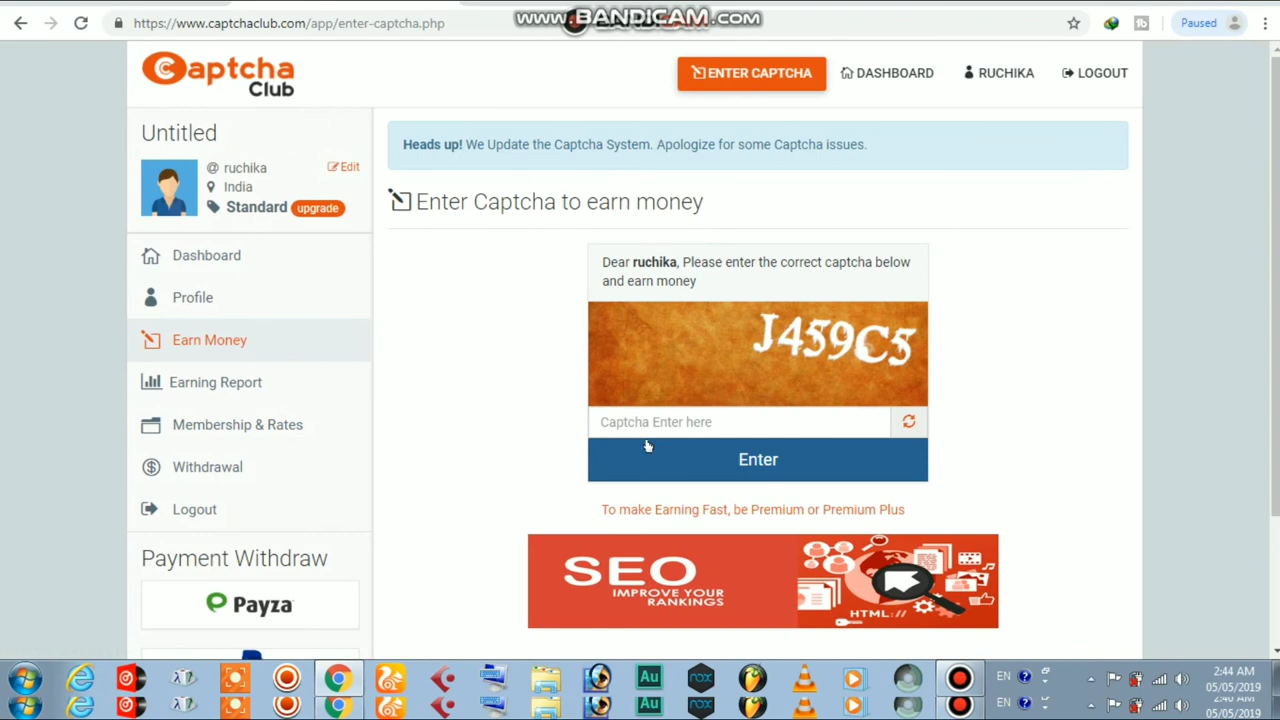 https://www.captchaclub.com/app/enter-captcha.php
www.BANDICAM.com
Paused
Captcha
Club
ENTER CAPTCHA
DASHBOARD
RUCHIKA
LOGOUT
Untitled
@ ruchika
Edit
India
Standard upgrade
Dashboard
Profile
Earn Money
Earning Report
Membership & Rates
Withdrawal
Logout
Payment Withdraw
Payza
Heads up! We Update the Captcha System. Apologize for some Captcha issues.
Enter Captcha to earn money
Dear ruchika, Please enter the correct captcha below
and earn money
J459C5
Captcha Enter here
Enter
To make Earning Fast, be Premium or Premium Plus
SEO
IMPROVE YOUR
RANKINGS
HTML://
Au
nox
EN
2:44 AM
05/05/2019
Au
nox
EN
05/05/2019